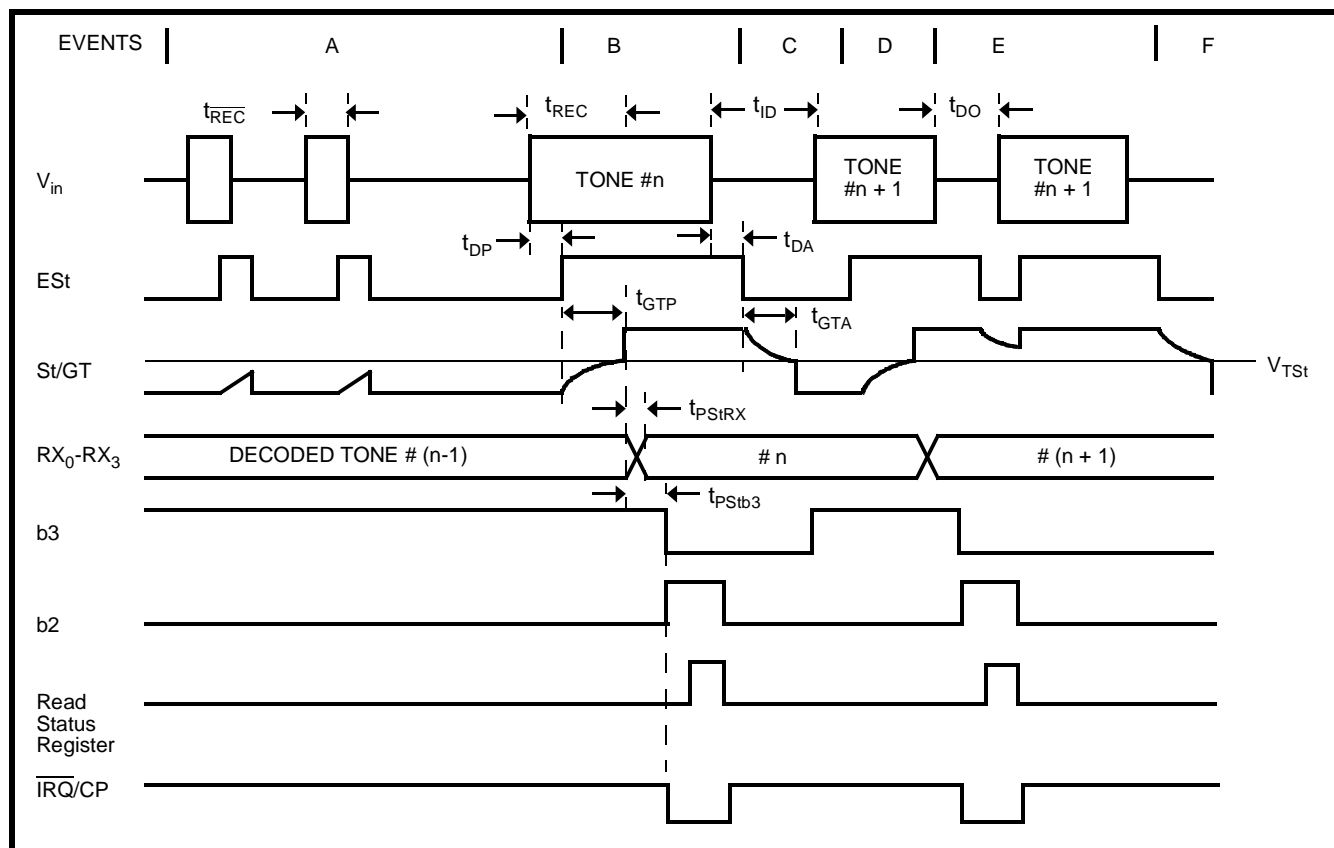 EVENTS A B C D E F
tREC tREC tID tDO
Vin TONE #n TONE #n + 1 TONE #n + 1
tDP tDA
ESt
tGTP tGTA
St/GT VTSt
tPStRX
RX0-RX3 DECODED TONE # (n-1) # n # (n + 1)
tPStb3
b3
b2
Read
Status
Register
IRQ/CP